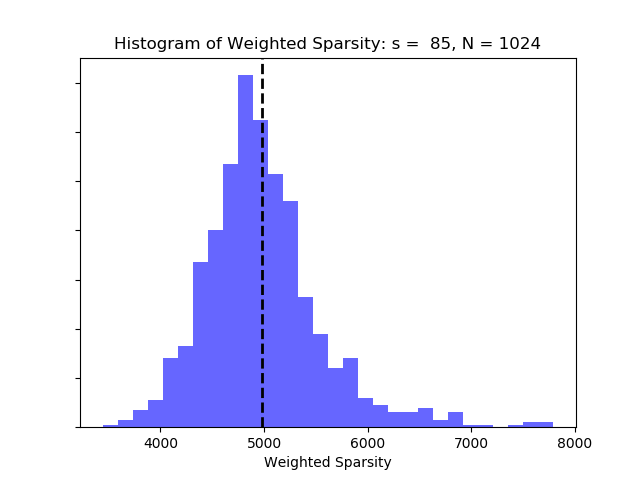 Histogram of Weighted Sparsity: s =  85, N = 1024
4000 5000 6000 7000 8000
Weighted Sparsity